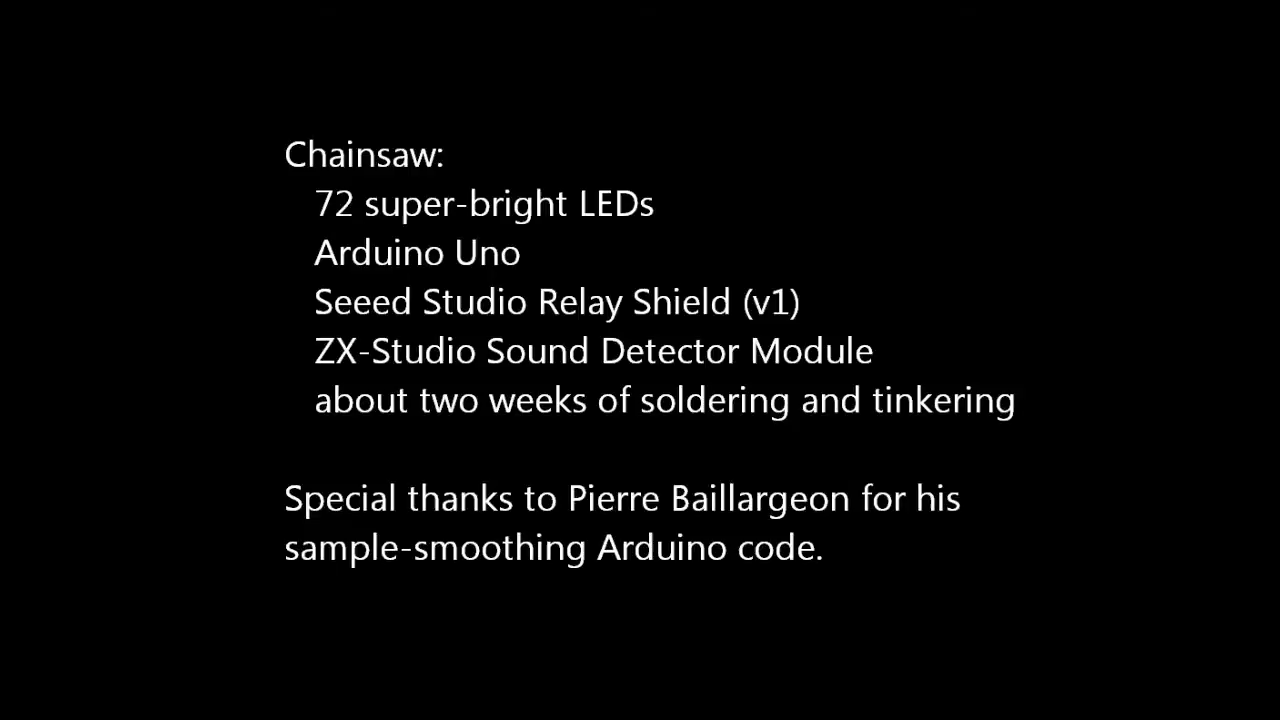 Chainsaw:
72 super-bright LEDs
Arduino Uno
Seeed Studio Relay Shield (v1)
ZX-Studio Sound Detector Module
about two weeks of soldering and tinkering
Special thanks to Pierre Baillargeon for his
sample-smoothing Arduino code.